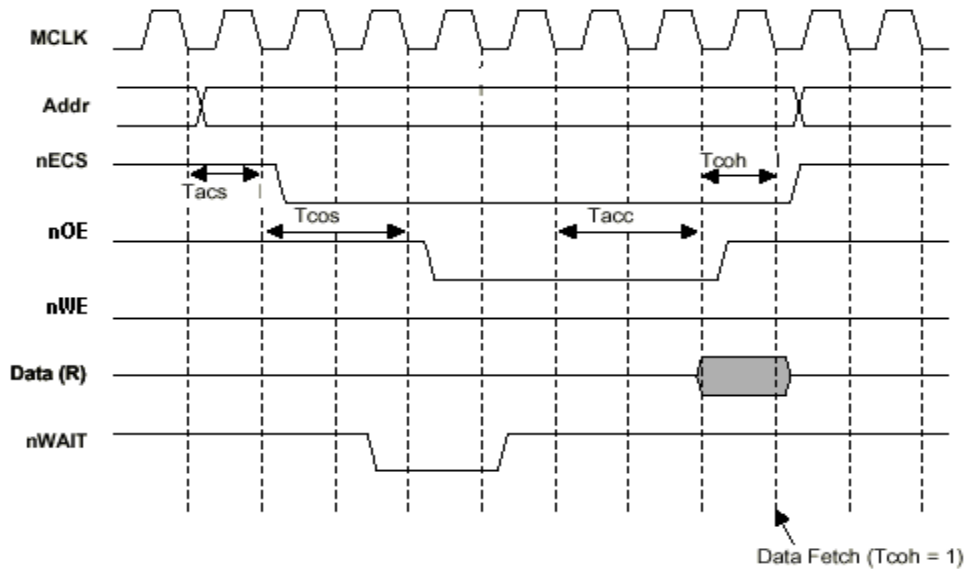 MCLK
Addr
nECS
Tcoh
Tacs
Tcos
Tacc
nOE
nWE
Data (R)
nWAIT
Data Fetch (Tcoh = 1)